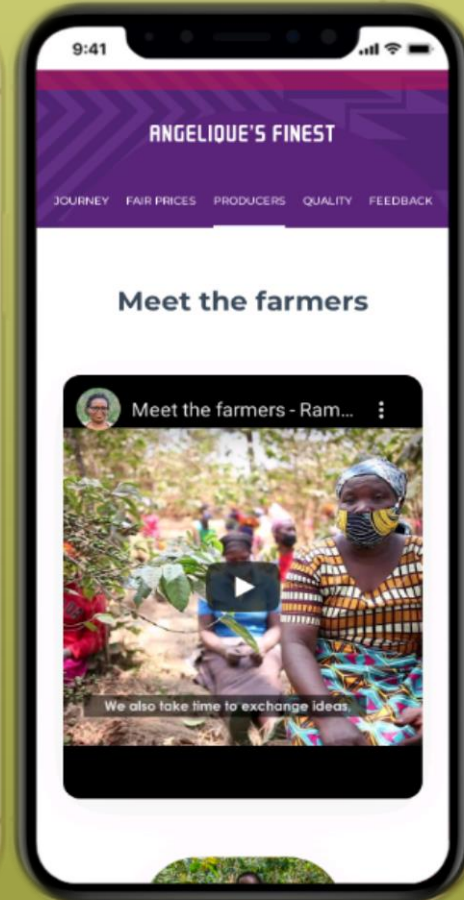 9:41
ANGELIQUE'S FINEST
JOURNEY FAIR PRICES PRODUCERS QUALITY FEEDBACK
Meet the farmers
Meet the farmers - Ram...
We also take time to exchange ideas,